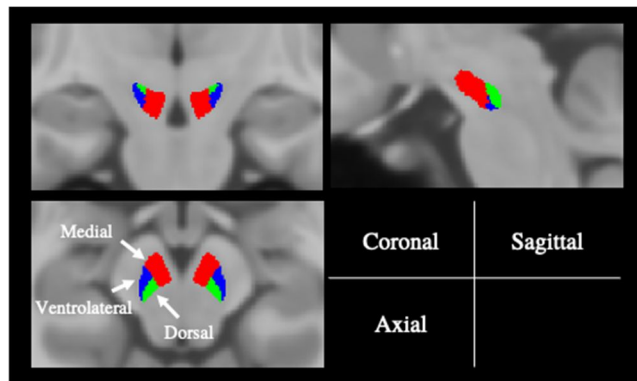 Medial
Ventrolateral
Dorsal
Coronal
Sagittal
Axial